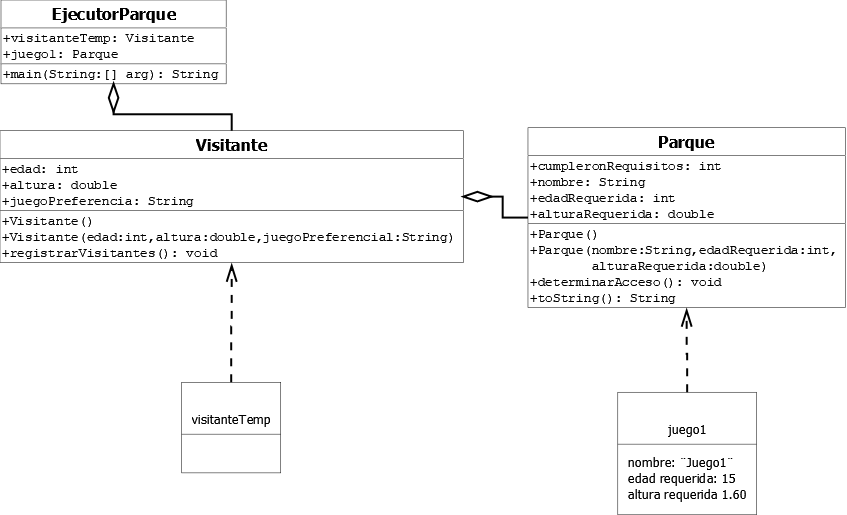 EjecutorParque
+visitanteTemp: Visitante
+juego1: Parque
+main(String:[] arg): String
Visitante
+edad: int
+altura: double
+juegoPreferencia: String
+Visitante()
+Visitante(edad:int,altura:double,juegoPreferencial:String)
+registrarVisitantes(): void
Parque
+cumpleronRequisitos: int
+nombre: String
+edadRequerida: int
+alturaRequerida: double
+Parque()
+Parque(nombre:String,edadRequerida:int,
alturaRequerida:double)
+determinarAcceso(): void
+toString(): String
visitanteTemp
juego1
nombre: ¨Juego1¨
edad requerida: 15
altura requerida 1.60